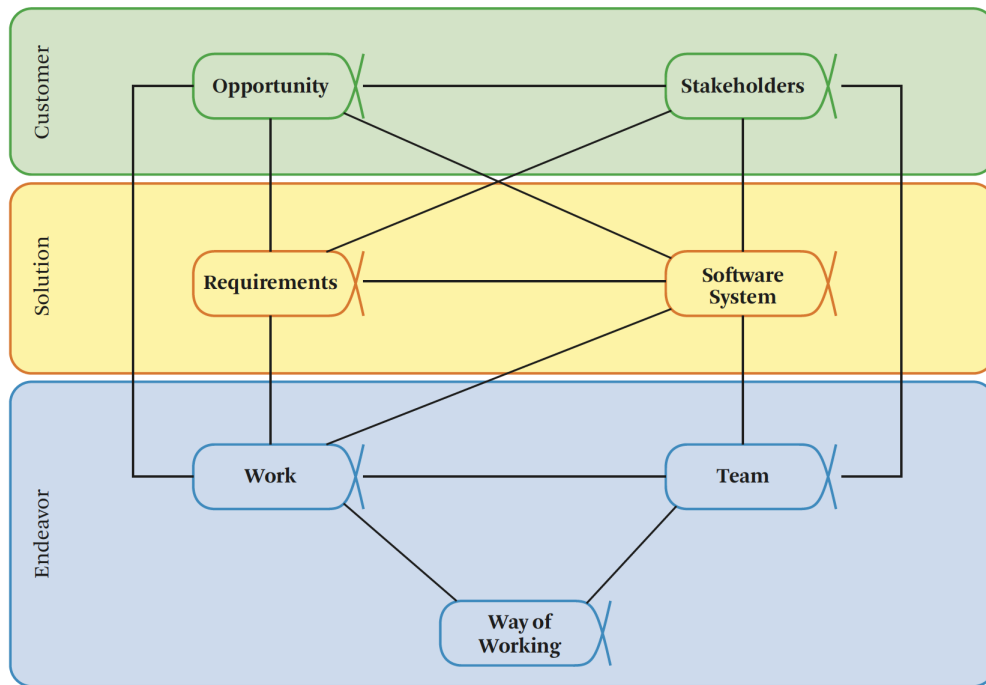 Customer
Opportunity
Stakeholders
Solution
Requirements
Software
System
Endeavor
Work
Team
Way of
Working